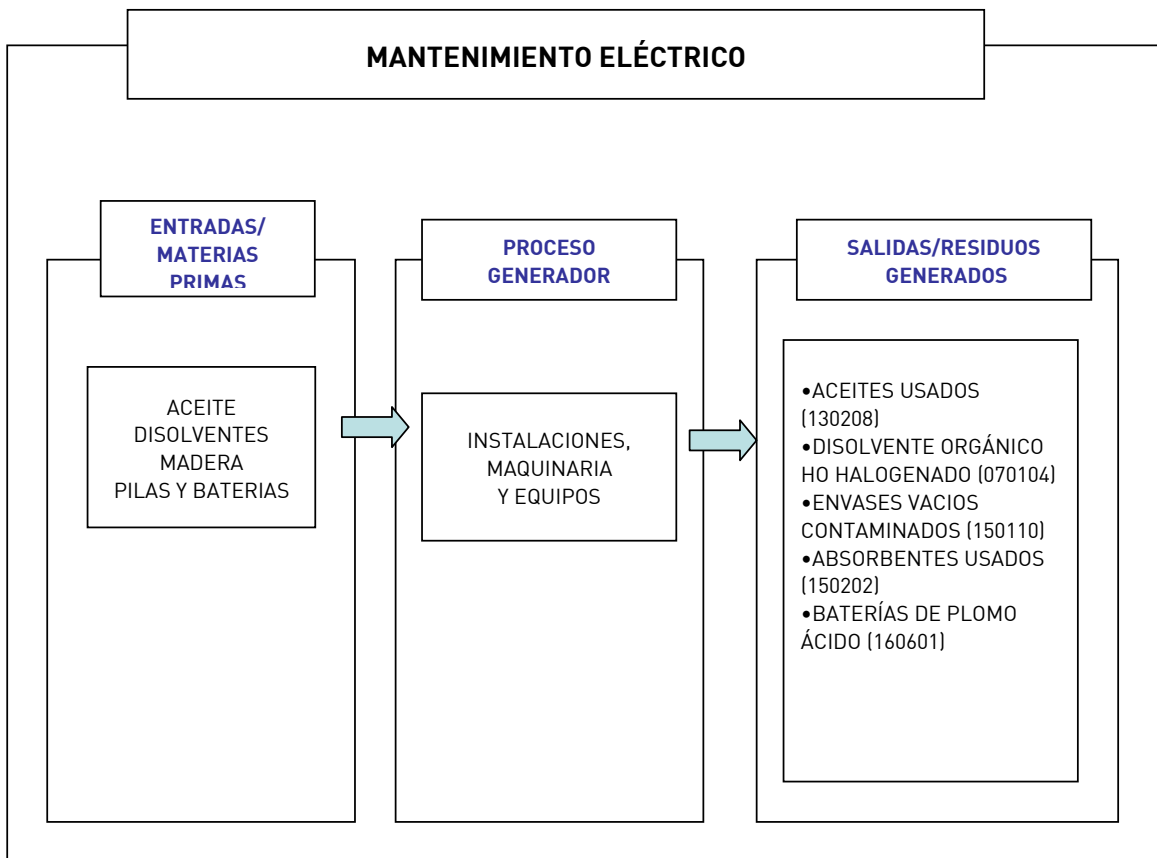 MANTENIMIENTO ELÉCTRICO
ENTRADAS/
MATERIAS
PRIMAS
ACEITE
DISOLVENTES
MADERA
PILAS Y BATERIAS
PROCESO
GENERADOR
INSTALACIONES,
MAQUINARIA
Y EQUIPOS
SALIDAS/RESIDUOS
GENERADOS
•ACEITES USADOS
(130208)
•DISOLVENTE ORGÁNICO
HO HALOGENADO (070104)
•ENVASES VACIOS
CONTAMINADOS (150110)
•ABSORBENTES USADOS
(150202)
•BATERÍAS DE PLOMO
ÁCIDO (160601)